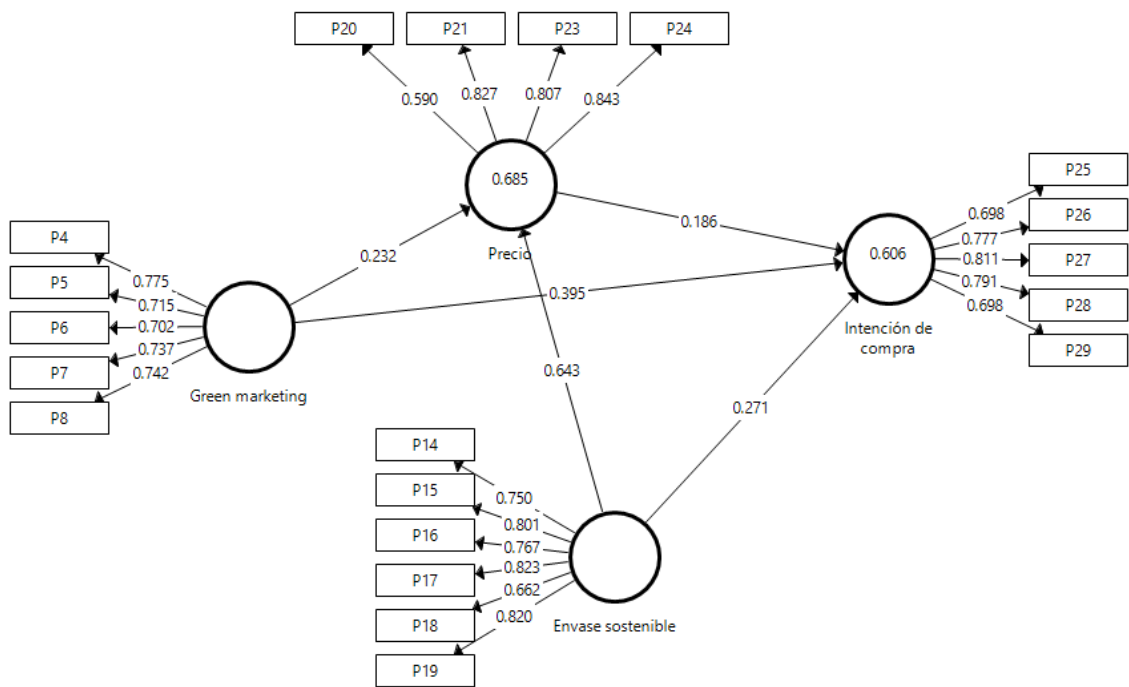 P20
P21
P23
P24
0.590
0.827
0.807
0.843
0.685
Precio
P4
P5
P6
P7
P8
0.775
0.715
0.702
0.737
0.742
Green marketing
0.232
0.186
0.395
0.643
0.271
0.606
Intención de
compra
P25
P26
P27
P28
P29
0.698
0.777
0.811
0.791
0.698
P14
P15
P16
P17
P18
P19
0.750
0.801
0.767
0.823
0.662
0.820
Envase sostenible